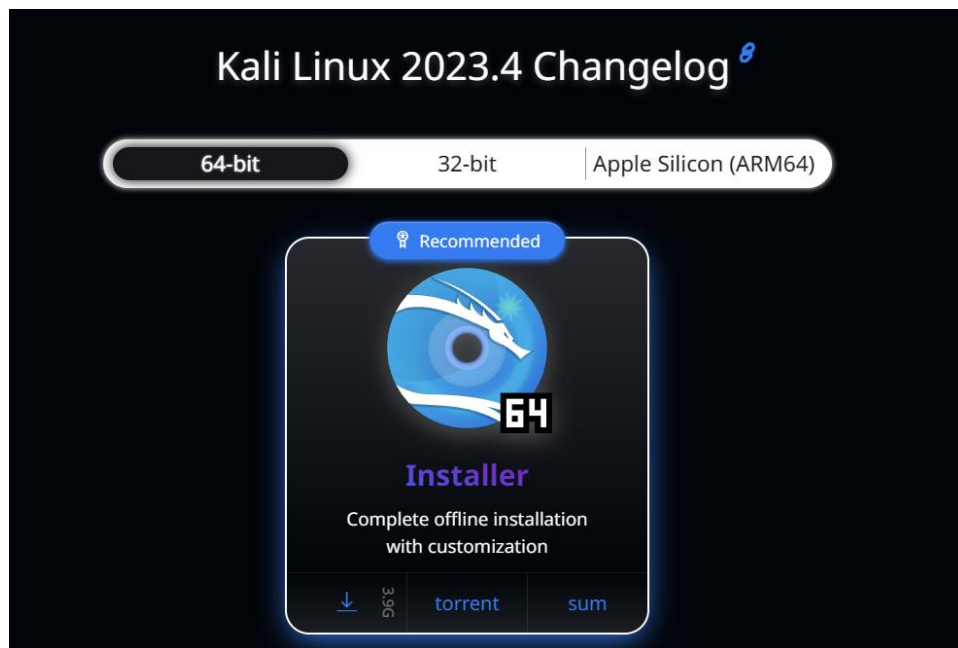 Kali Linux 2023.4 Changelog
64-bit
32-bit
Apple Silicon (ARM64)
Recommended
64
Installer
Complete offline installation
with customization
3.9G
torrent
sum